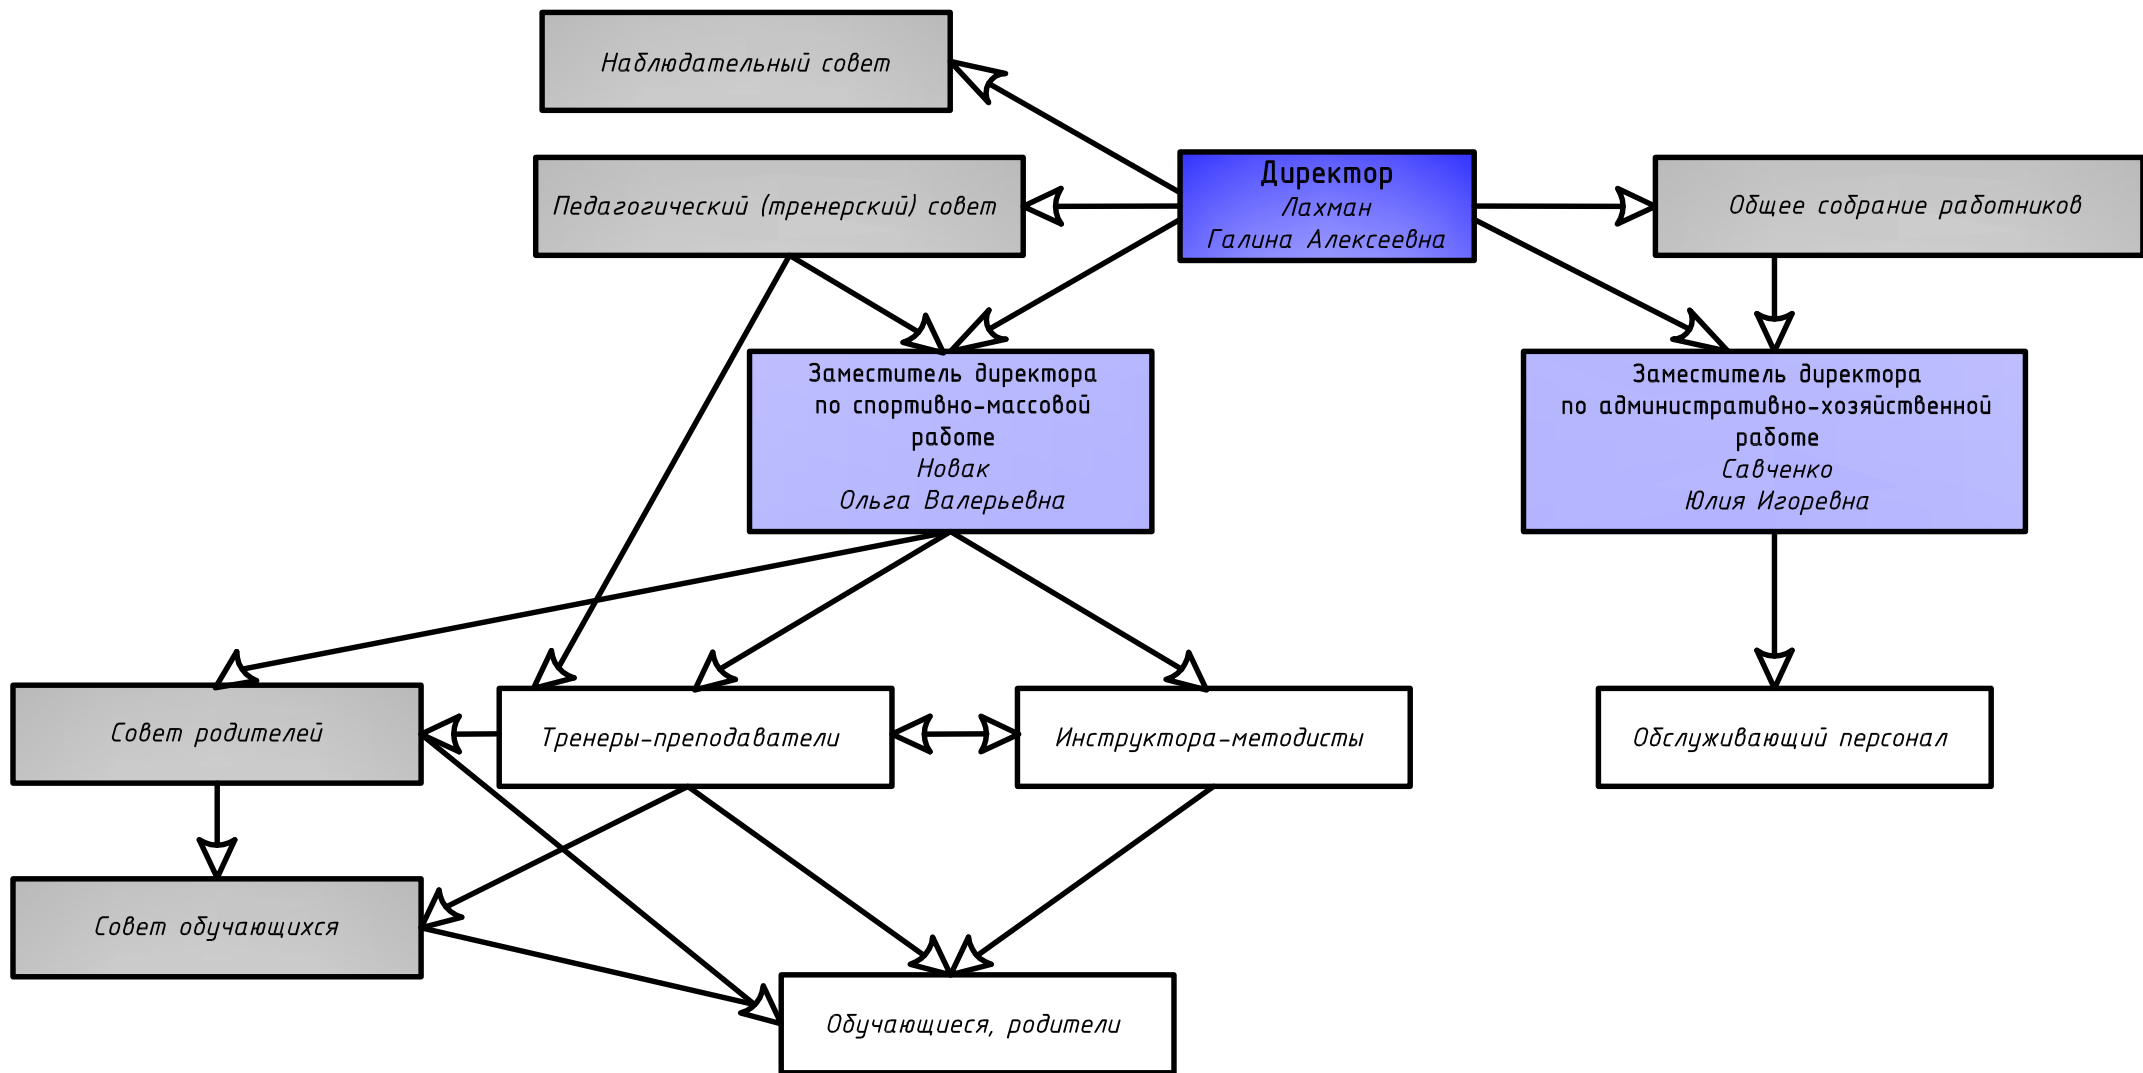 Наблюдательный совет
Педагогический (тренерский) совет
Директор
Лахман
Галина Алексеевна
Общее собрание работников
Заместитель директора
по спортивно-массовой
работе
Новак
Ольга Валерьевна
Заместитель директора
по административно-хозяйственной
работе
Савченко
Юлия Игоревна
Совет родителей
Тренеры-преподаватели
Инструктора-методисты
Обслуживающий персонал
Совет обучающихся
Обучающиеся, родители